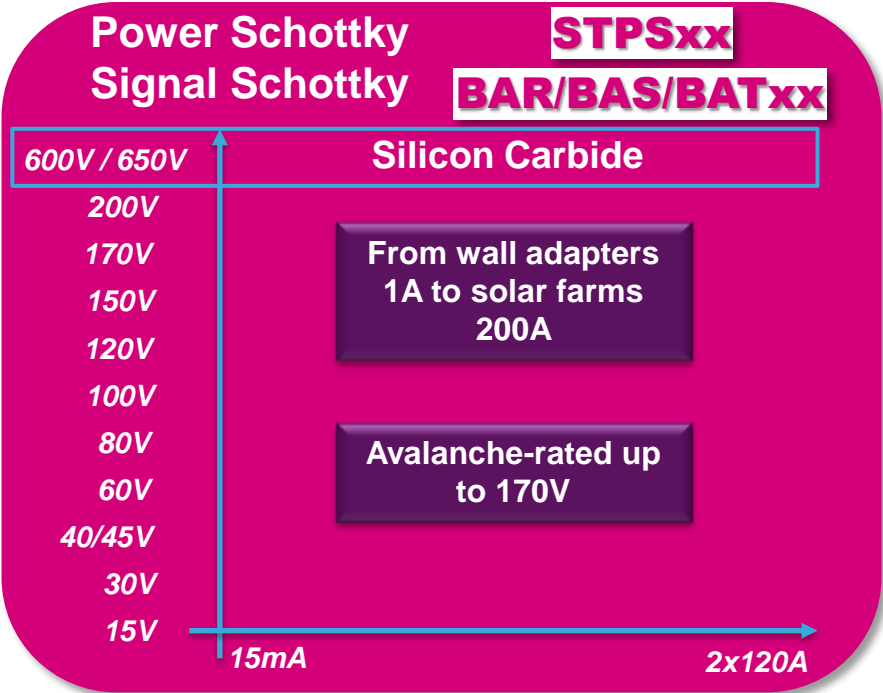 Power Schottky
STPSxx
Signal Schottky
BAR/BAS/BATxx
600V / 650V
Silicon Carbide
200V
170V
150V
120V
100V
80V
60V
40/45V
30V
15V
From wall adapters
1A to solar farms
200A
Avalanche-rated up
to 170V
15mA
2x120A